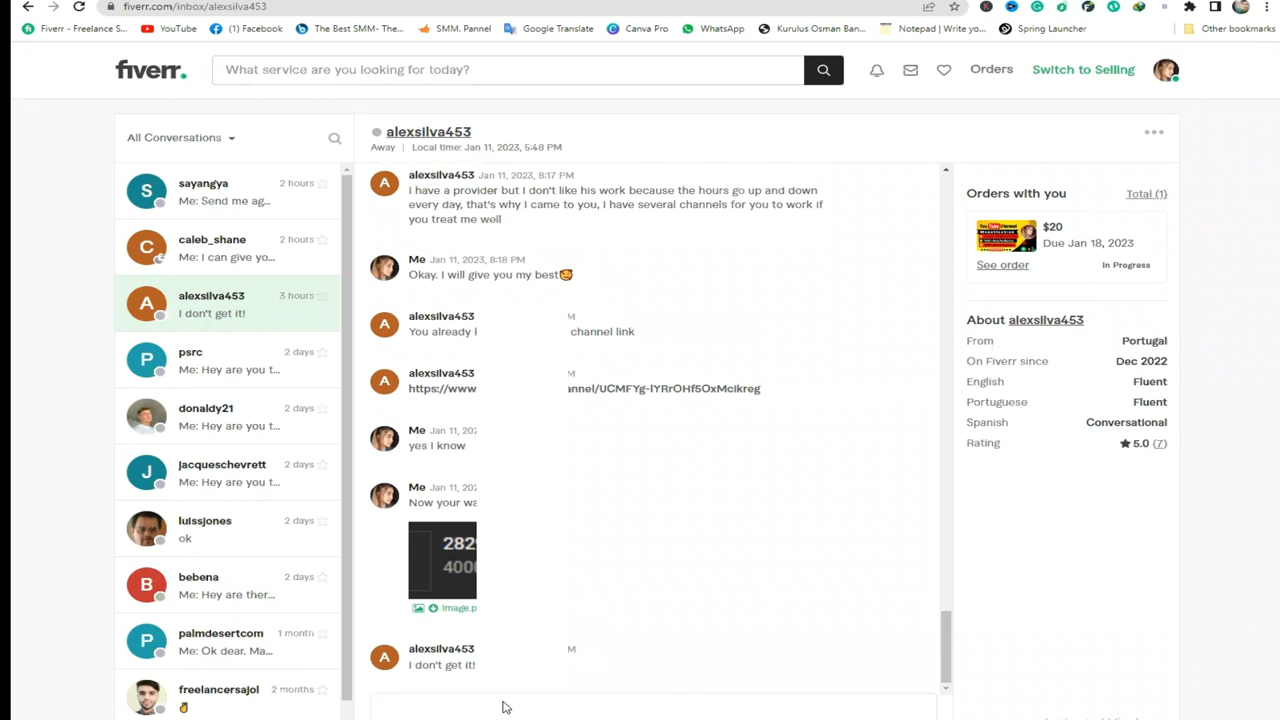 fiverr.com/inbox/alexsilva453
Fiverr - Freelance S...
YouTube
(1) Facebook
The Best SMM- The...
SMM. Pannel
Google Translate
Canva Pro
WhatsApp
Kurulus Osman Ban...
Notepad | Write yo...
Spring Launcher
Other bookmarks
fiverr.
What service are you looking for today?
Orders
Switch to Selling
All Conversations
sayangya
2 hours
Me: Send me ag...
caleb_shane
2 hours
Me: I can give yo...
alexsilva453
3 hours
I don't get it!
psrc
2 days
Me: Hey are you t...
donaldy21
2 days
Me: Hey are you t...
jacqueschevrett
2 days
Me: Hey you are t...
luissjones
2 days
ok
bebena
2 days
Me: Hey are ther...
palmdesertcom
1 month
Me: Ok dear. Ma...
freelancersajol
2 months
alexsilva453
Away | Local time: Jan 11, 2023, 5:48 PM
alexsilva453 Jan 11, 2023, 8:17 PM
I have a provider but I don't like his work because the hours go up and down
every day, that's why I came to you, I have several channels for you to work if
you treat me well
Me Jan 11, 2023, 8:18 PM
Okay. I will give you my best🥰
alexsilva453 M
You already channel link
alexsilva453 M
https://www annel/UCMFYg-lYRrOHf5OxMcikreg
Me Jan 11, 202
yes I know
Me Jan 11, 202
Now your wa
282
400
Image.p
alexsilva453 M
I don't get it!
Orders with you
Total (1)
$20
Due Jan 18, 2023
See order
In Progress
About alexsilva453
From Portugal
On Fiverr since Dec 2022
English Fluent
Portuguese Fluent
Spanish Conversational
Rating ★ 5.0 (7)